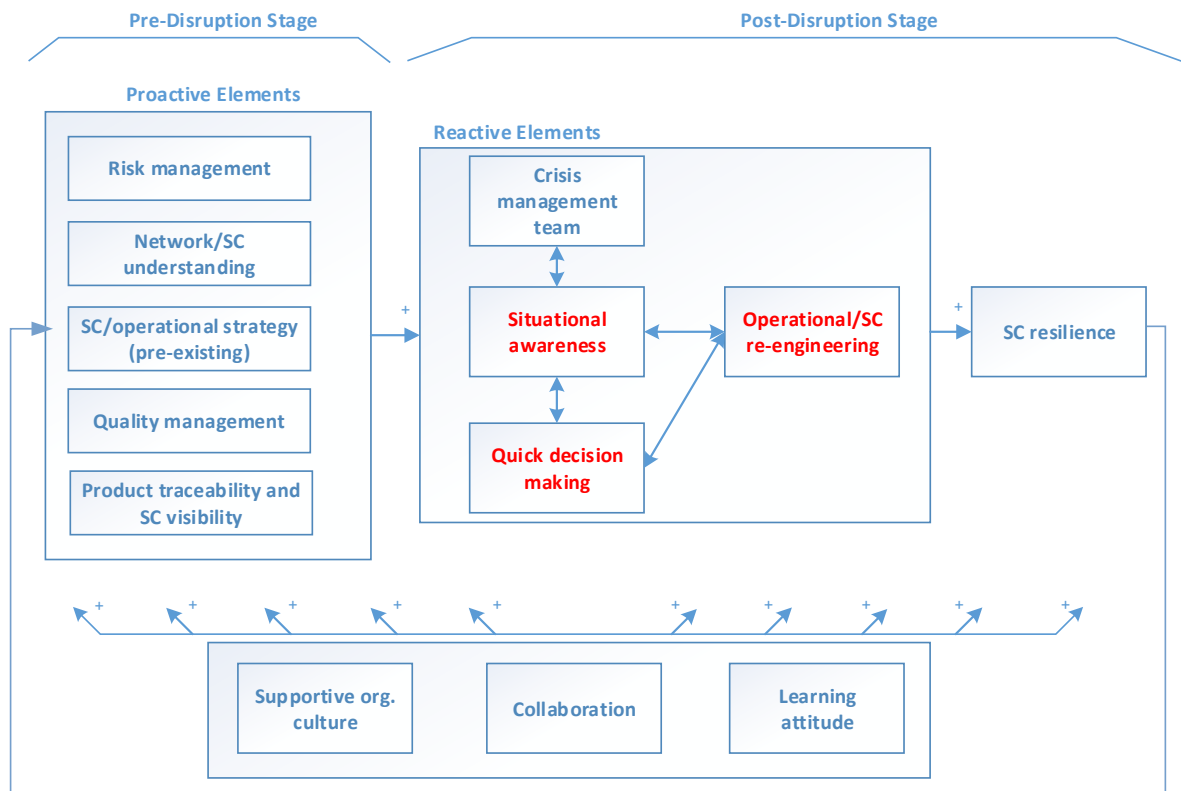 Pre-Disruption Stage
Post-Disruption Stage
Proactive Elements
Risk management
Network/SC
understanding
SC/operational strategy
(pre-existing)
Quality management
Product traceability and
SC visibility
+
Reactive Elements
Crisis
management
team
Situational
awareness
Operational/SC
re-engineering
Quick decision
making
+
SC resilience
+
+
+
+
+
+
+
+
+
+
Supportive org.
culture
Collaboration
Learning
attitude